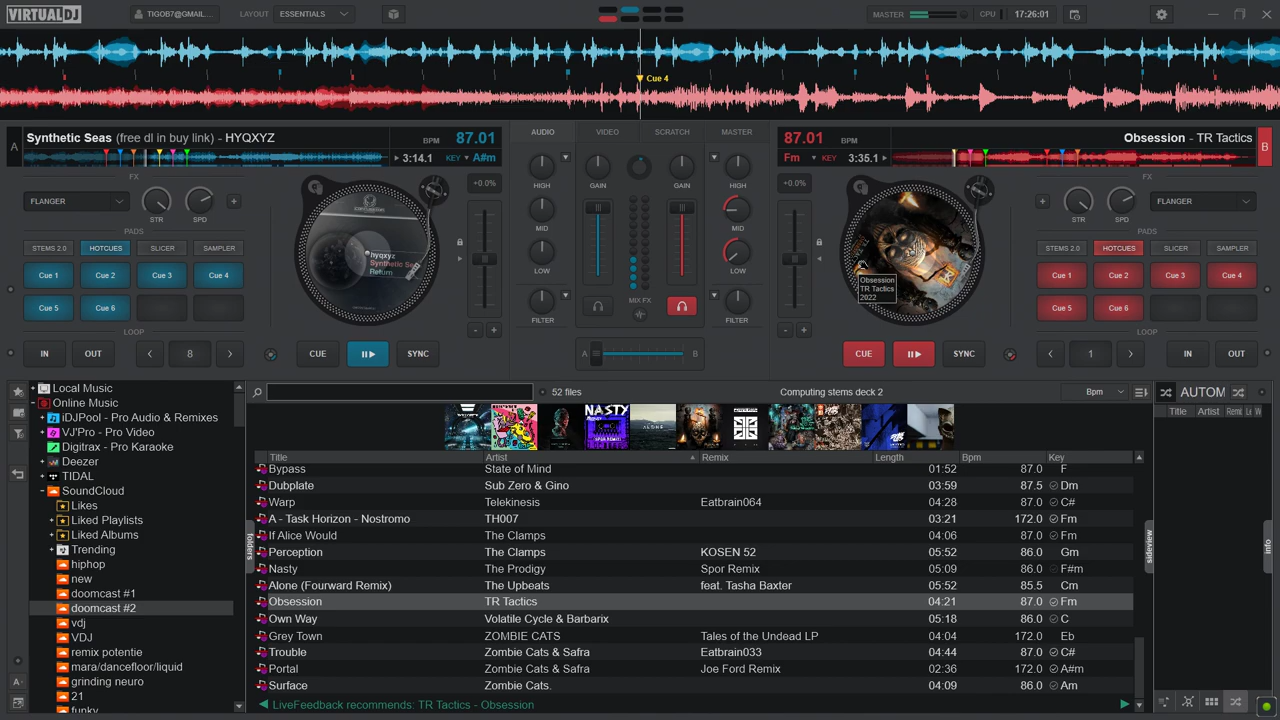 VIRTUALDJ TIGOB7@GMAIL... LAYOUT ESSENTIALS MASTER CPU 17:26:01
Cue 4
A Synthetic Seas (free dl in buy link) - HYQXYZ BPM 87.01
3:14.1 KEY A#m
AUDIO VIDEO SCRATCH MASTER
87.01 BPM Obsession - TR Tactics B
Fm KEY 3:35.1
FX
FLANGER STR SPD +
PADS
STEMS 2.0 HOTCUES SLICER SAMPLER
Cue 1 Cue 2 Cue 3 Cue 4
Cue 5 Cue 6
LOOP
IN OUT < 8 >
+0.0%
hyqxyz
Synthetic Sea
Return
- +
CUE SYNC
HIGH GAIN GAIN HIGH
MID MID
LOW LOW
MIX FX
FILTER FILTER
A B
+0.0%
Obsession
TR Tactics
2022
- +
CUE SYNC
FX
+ STR SPD FLANGER
PADS
STEMS 2.0 HOTCUES SLICER SAMPLER
Cue 1 Cue 2 Cue 3 Cue 4
Cue 5 Cue 6
LOOP
< 1 > IN OUT
Local Music
Online Music
iDJPool - Pro Audio & Remixes
VJ'Pro - Pro Video
Digitrax - Pro Karaoke
Deezer
TIDAL
SoundCloud
Likes
Liked Playlists
Liked Albums
Trending
hiphop
new
doomcast #1
doomcast #2
vdj
VDJ
remix potentie
mara/dancefloor/liquid
grinding neuro
21
funky
folders
52 files Computing stems deck 2 Bpm
NASTY
ALONE
Title Artist Remix Length Bpm Key
Bypass State of Mind 01:52 87.0 F
Dubplate Sub Zero & Gino 03:59 87.5 Dm
Warp Telekinesis Eatbrain064 04:28 87.0 C#
A - Task Horizon - Nostromo TH007 03:21 172.0 Fm
If Alice Would The Clamps 04:06 87.0 Fm
Perception The Clamps KOSEN 52 05:52 86.0 Gm
Nasty The Prodigy Spor Remix 05:09 86.0 F#m
Alone (Fourward Remix) The Upbeats feat. Tasha Baxter 05:52 85.5 Cm
Obsession TR Tactics 04:21 87.0 Fm
Own Way Volatile Cycle & Barbarix 05:18 86.0 C
Grey Town ZOMBIE CATS Tales of the Undead LP 04:04 172.0 Eb
Trouble Zombie Cats & Safra Eatbrain033 04:44 87.0 C#
Portal Zombie Cats & Safra Joe Ford Remix 02:36 172.0 A#m
Surface Zombie Cats. 04:09 86.0 Am
LiveFeedback recommends: TR Tactics - Obsession
sideview
AUTOM
Title Artist Remi Le W
info